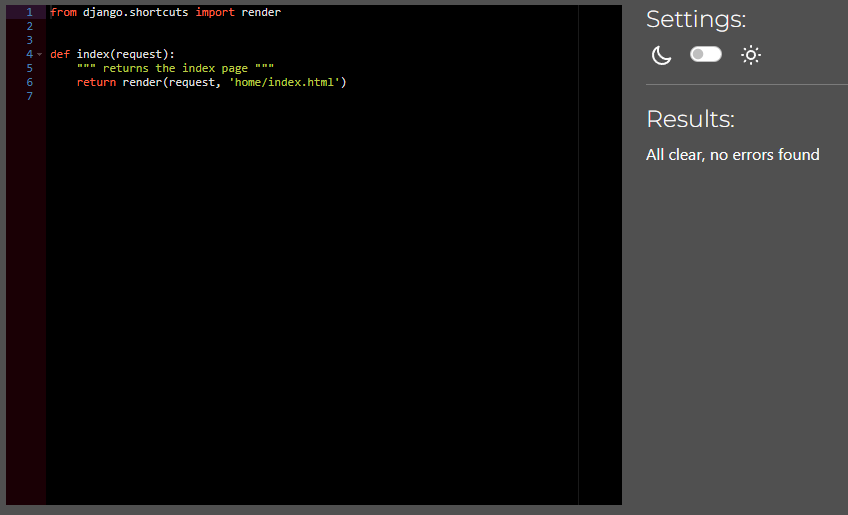 1 from django.shortcuts import render
2
3
4 def index(request):
5     """ returns the index page """
6     return render(request, 'home/index.html')
7
Settings:
Results:
All clear, no errors found